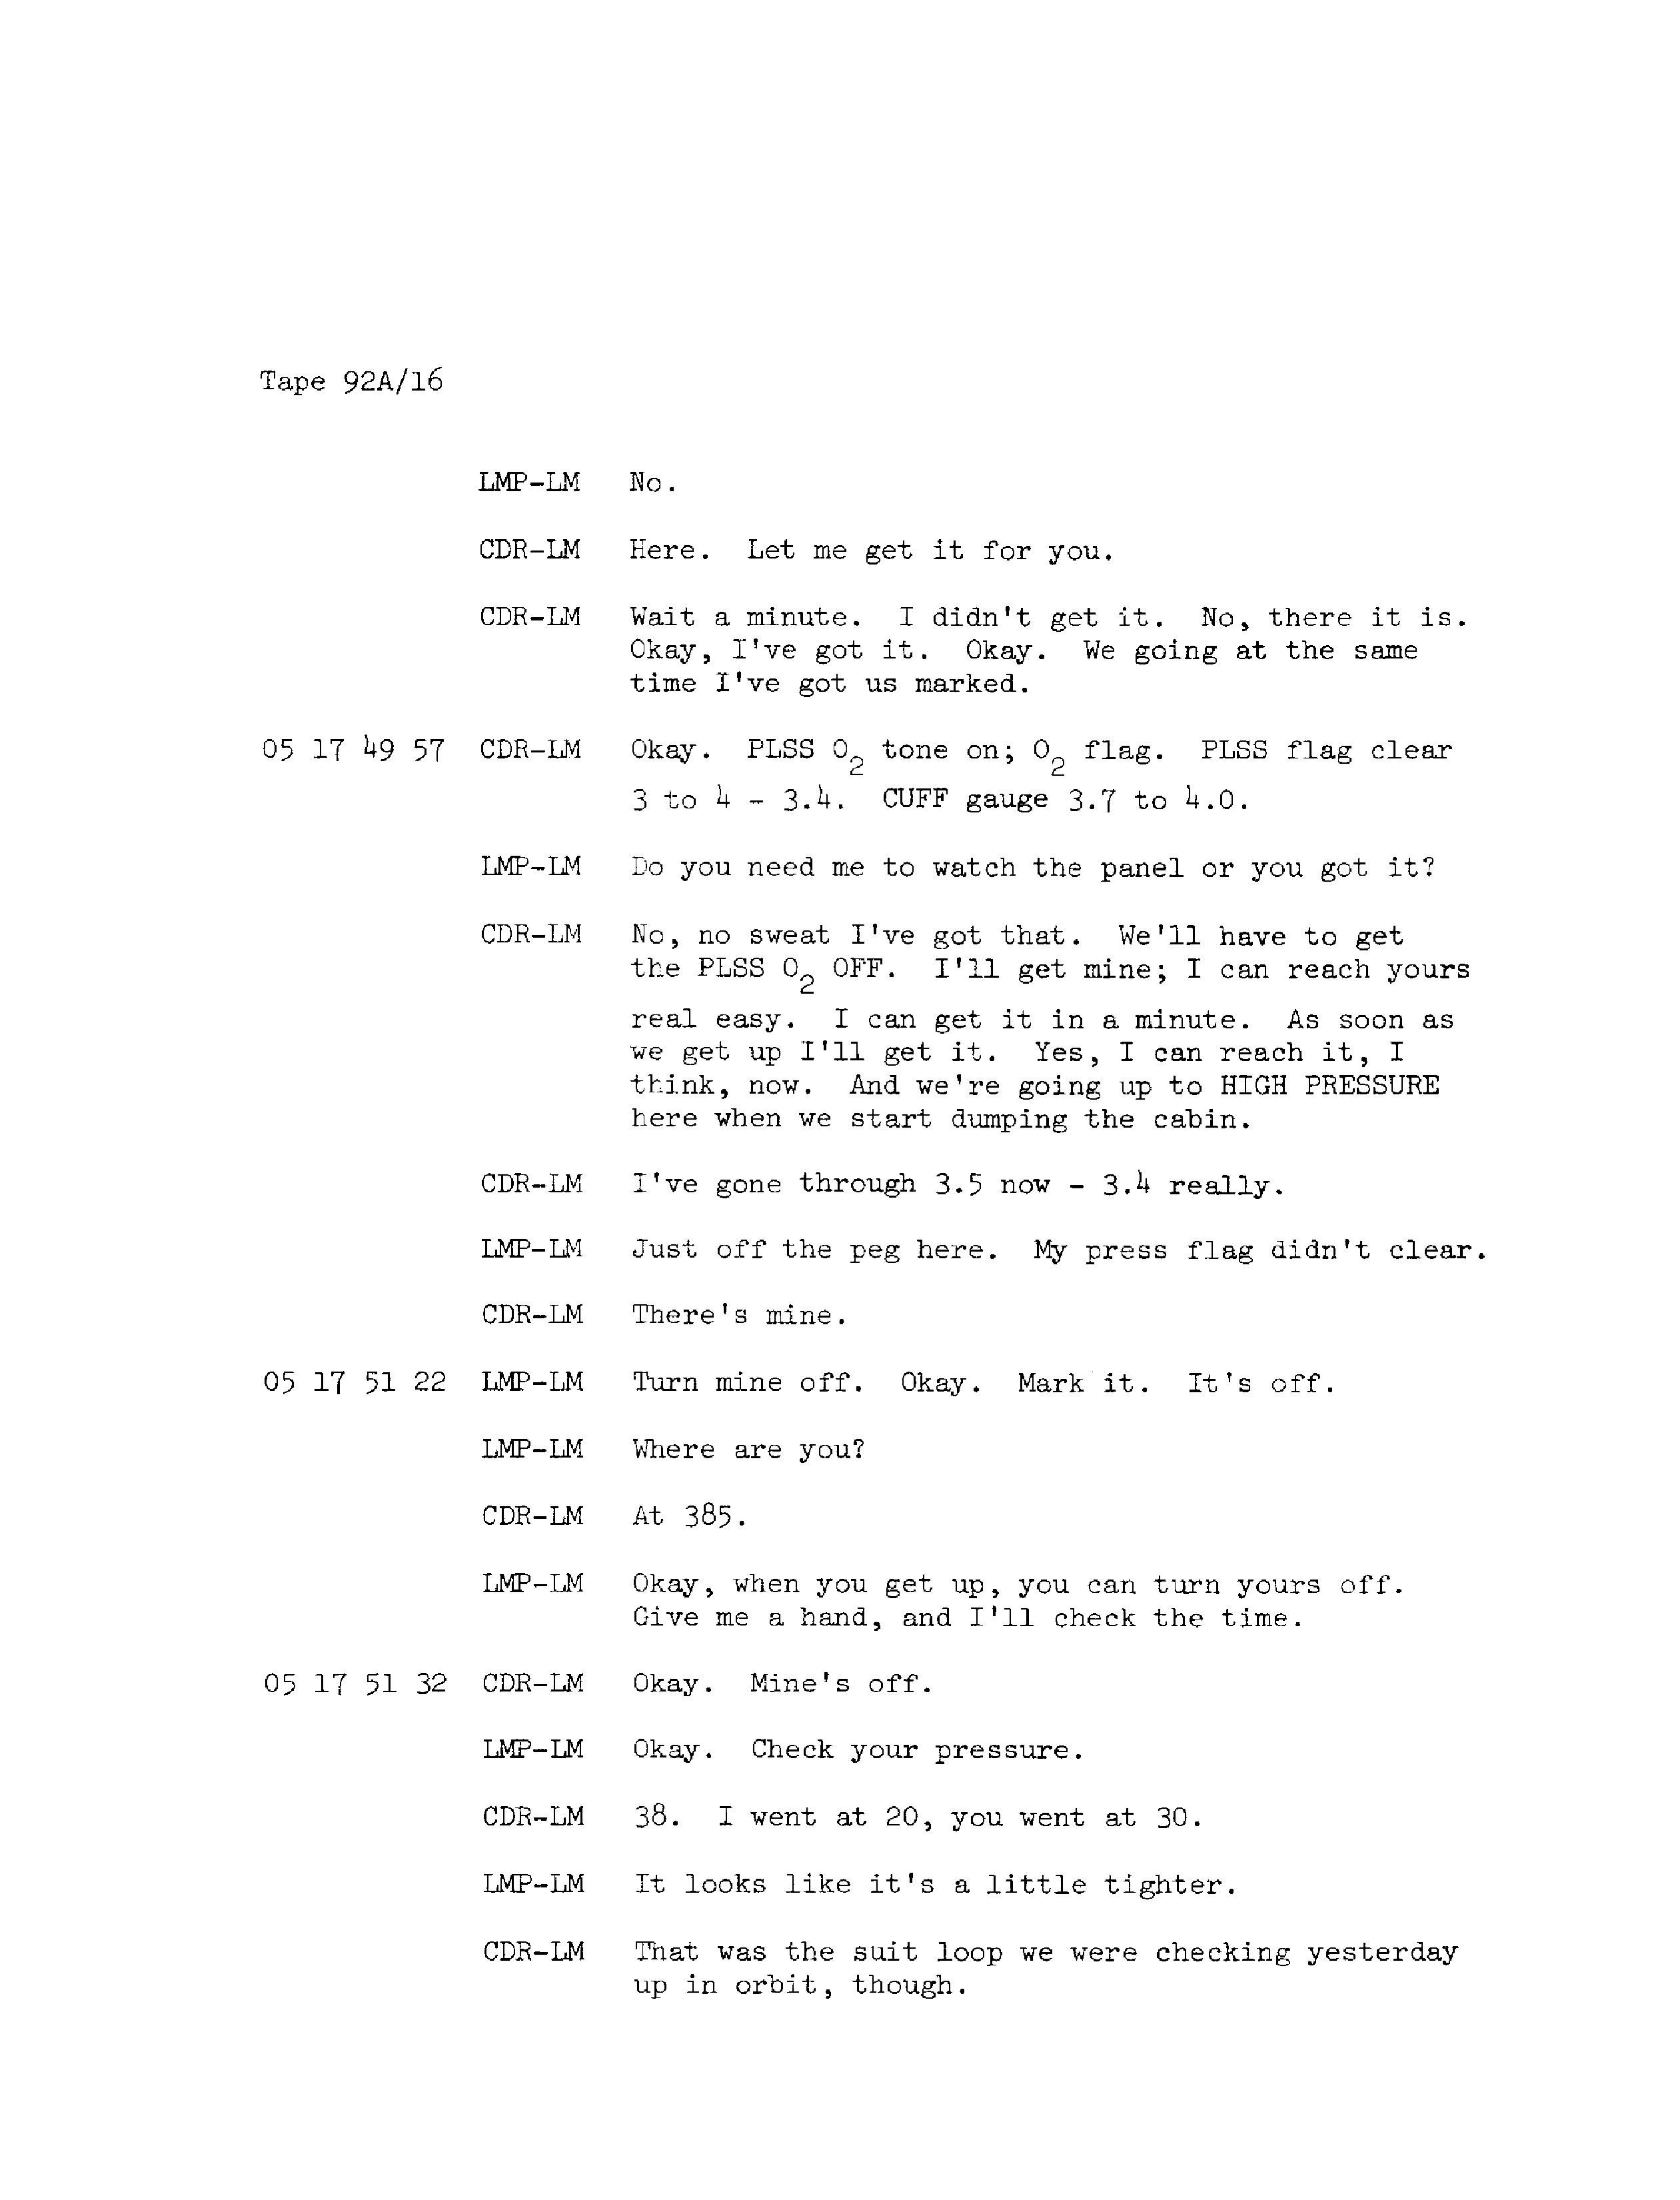 Tape 92A/16
LMP-LM No.
CDR-LM Here. Let me get it for you.
CDR-LM Wait a minute. I didn't get it. No, there it is.
Okay, I've got it. Okay. We going at the same
time I've got us marked.
05 17 49 57 CDR-LM Okay. PLSS O2 tone on; O2 flag. PLSS flag clear
3 to 4 - 3.4. CUFF gauge 3.7 to 4.0.
LMP-LM Do you need me to watch the panel or you got it?
CDR-LM No, no sweat I've got that. We'll have to get
the PLSS O2 OFF. I'll get mine; I can reach yours
real easy. I can get it in a minute. As soon as
we get up I'll get it. Yes, I can reach it, I
think, now. And we're going up to HIGH PRESSURE
here when we start dumping the cabin.
CDR-LM I've gone through 3.5 now - 3.4 really.
LMP-LM Just off the peg here. My press flag didn't clear.
CDR-LM There's mine.
05 17 51 22 LMP-LM Turn mine off. Okay. Mark it. It's off.
LMP-LM Where are you?
CDR-LM At 385.
LMP-LM Okay, when you get up, you can turn yours off.
Give me a hand, and I'll check the time.
05 17 51 32 CDR-LM Okay. Mine's off.
LMP-LM Okay. Check your pressure.
CDR-LM 38. I went at 20, you went at 30.
LMP-LM It looks like it's a little tighter.
CDR-LM That was the suit loop we were checking yesterday
up in orbit, though.